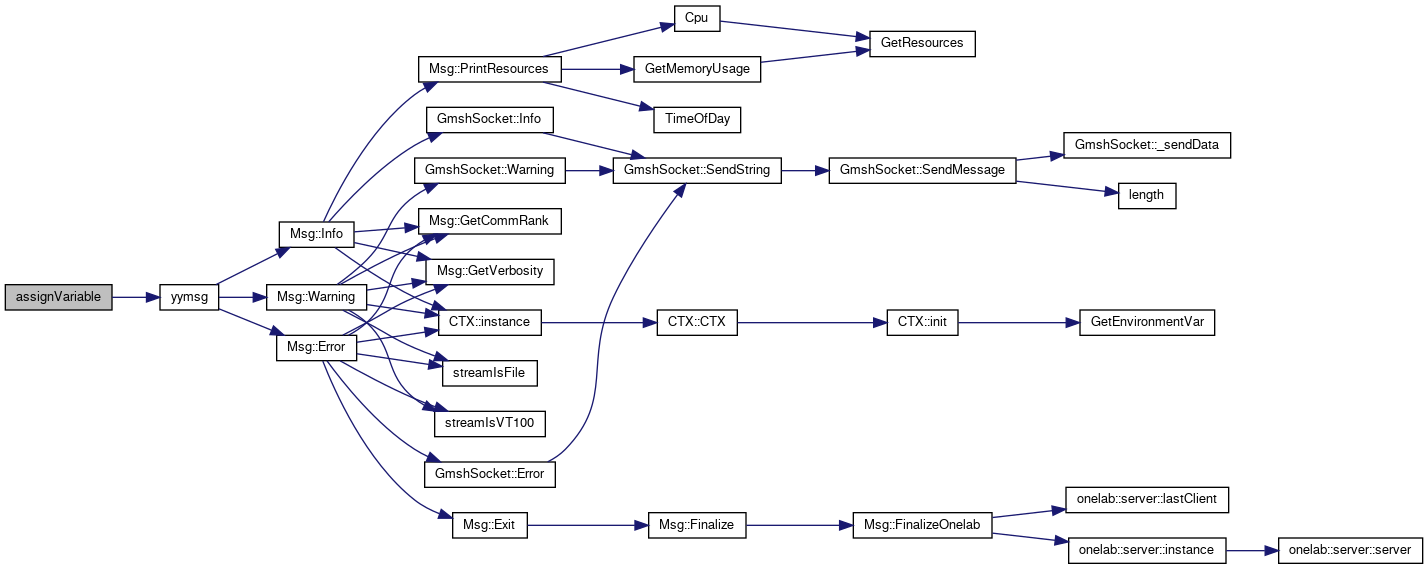 assignVariable
yymsg
Msg::Info
Msg::Warning
Msg::Error
Msg::PrintResources
GmshSocket::Info
GmshSocket::Warning
Msg::GetCommRank
Msg::GetVerbosity
CTX::instance
streamIsFile
streamIsVT100
GmshSocket::Error
Msg::Exit
Cpu
GetMemoryUsage
TimeOfDay
GmshSocket::SendString
CTX::CTX
Msg::Finalize
GetResources
GmshSocket::SendMessage
CTX::init
Msg::FinalizeOnelab
GmshSocket::_sendData
length
GetEnvironmentVar
onelab::server::lastClient
onelab::server::instance
onelab::server::server